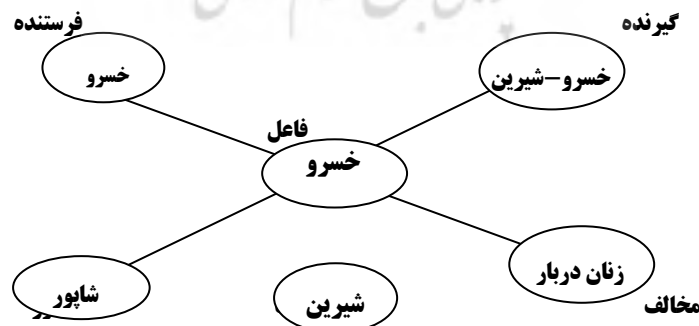 گیرنده
فرستنده
خسرو-شیرین
خسرو
فاعل
خسرو
زنان دربار
مخالف
شیرین
شاپور